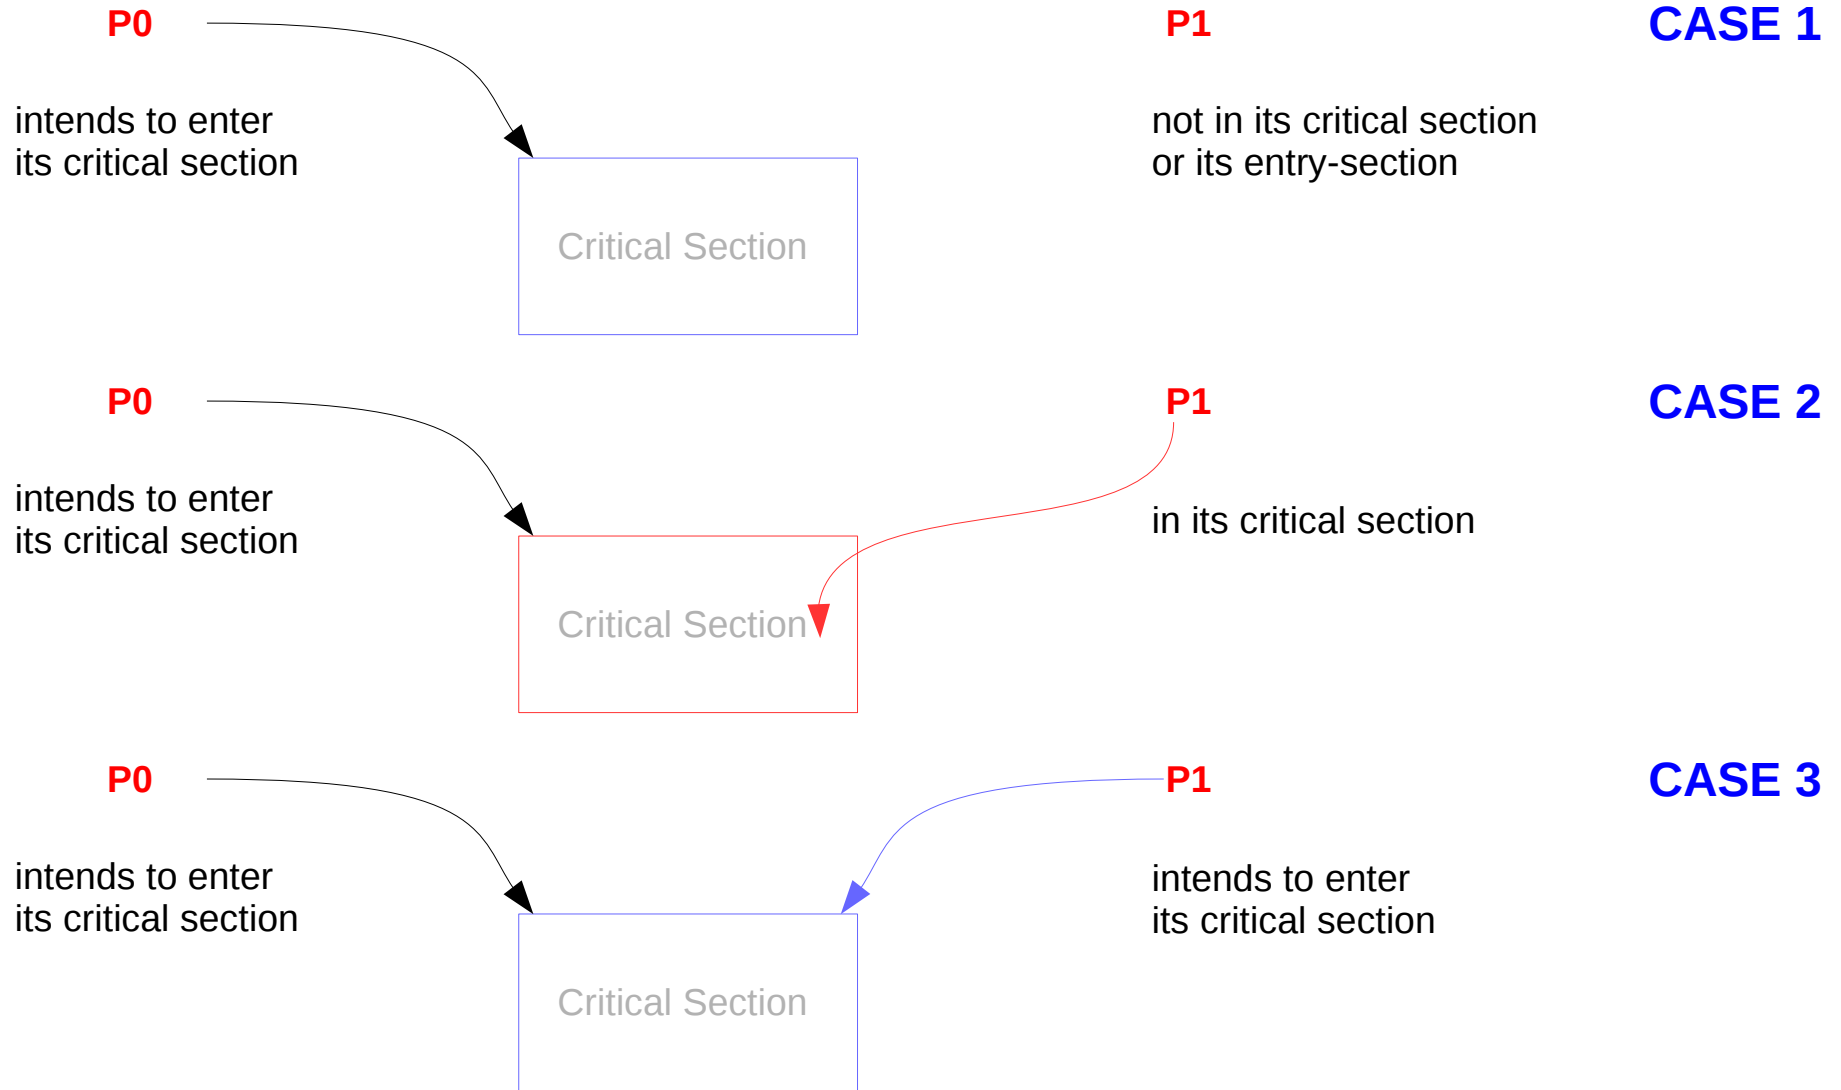 P0
P1
CASE 1
intends to enter
its critical section
not in its critical section
or its entry-section
Critical Section
P0
P1
CASE 2
intends to enter
its critical section
in its critical section
Critical Section
P0
P1
CASE 3
intends to enter
its critical section
intends to enter
its critical section
Critical Section